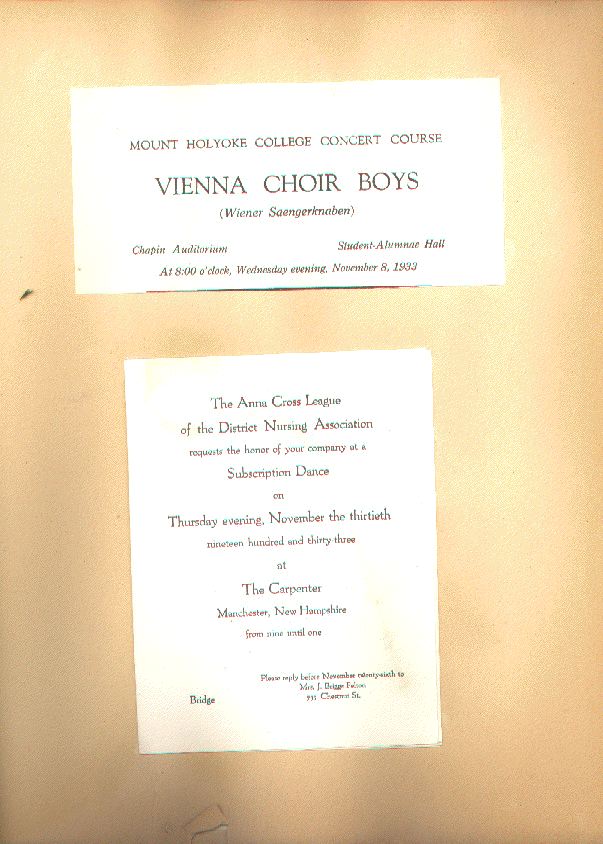 MOUNT HOLYOKE COLLEGE CONCERT COURSE
VIENNA CHOIR BOYS
(Wiener Saengerknaben)
Chapin Auditorium Student-Alumnae Hall
At 8:00 o'clock, Wednesday evening, November 8, 1933
The Anna Cross League
of the District Nursing Association
requests the honor of your company at a
Subscription Dance
on
Thursday evening, November the thirtieth
nineteen hundred and thirty-three
at
The Carpenter
Manchester, New Hampshire
from nine until one
Please reply before November twenty-sixth to
Mrs. J. Briggs Felton
Chestnut St.
Bridge